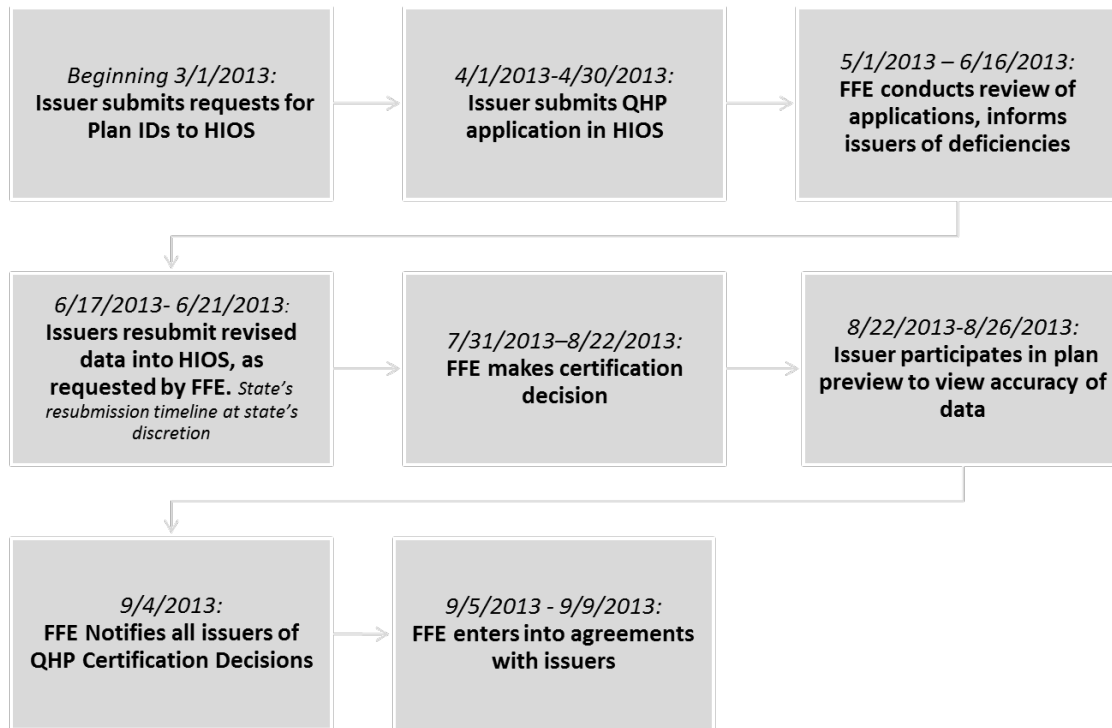 Beginning 3/1/2013:
Issuer submits requests for
Plan IDs to HIOS
4/1/2013-4/30/2013:
Issuer submits QHP
application in HIOS
5/1/2013 – 6/16/2013:
FFE conducts review of
applications, informs
issuers of deficiencies
6/17/2013- 6/21/2013:
Issuers resubmit revised
data into HIOS, as
requested by FFE. State's
resubmission timeline at state's
discretion
7/31/2013–8/22/2013:
FFE makes certification
decision
8/22/2013-8/26/2013:
Issuer participates in plan
preview to view accuracy of
data
9/4/2013:
FFE Notifies all issuers of
QHP Certification Decisions
9/5/2013 - 9/9/2013:
FFE enters into agreements
with issuers